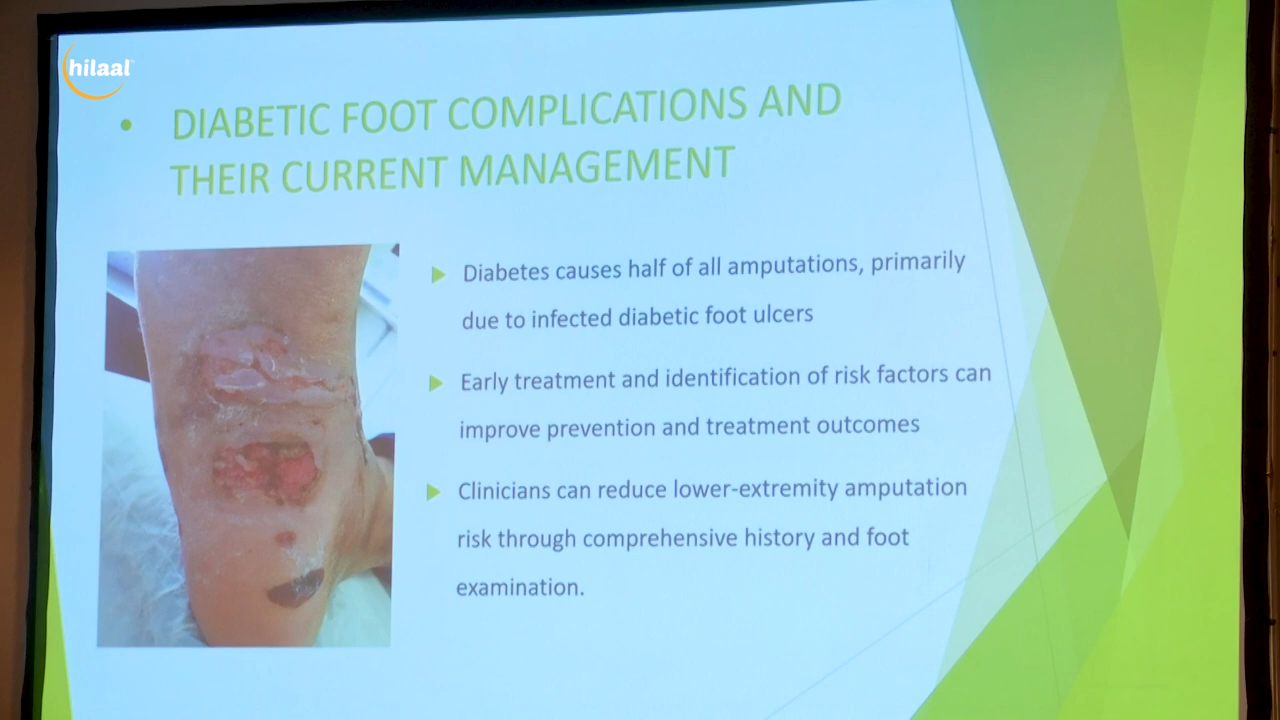 hilaal
• DIABETIC FOOT COMPLICATIONS AND
THEIR CURRENT MANAGEMENT
Diabetes causes half of all amputations, primarily
due to infected diabetic foot ulcers
Early treatment and identification of risk factors can
improve prevention and treatment outcomes
Clinicians can reduce lower-extremity amputation
risk through comprehensive history and foot
examination.